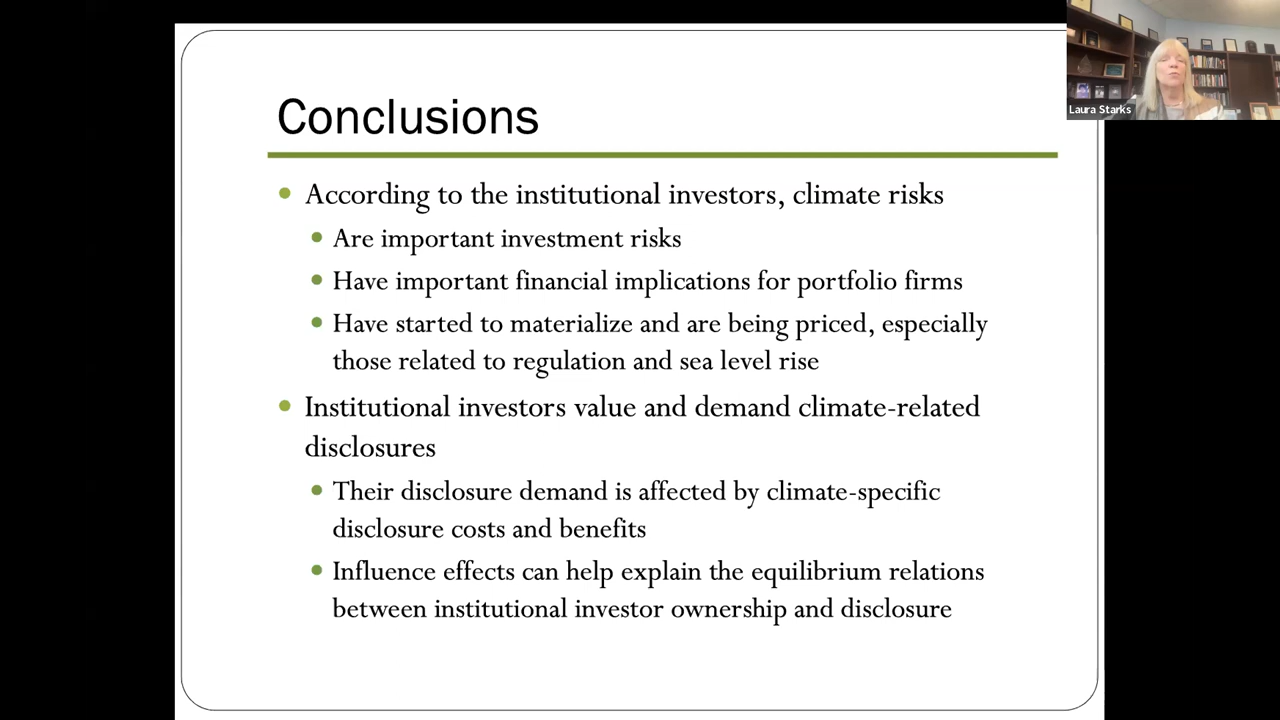 Conclusions
According to the institutional investors, climate risks
Are important investment risks
Have important financial implications for portfolio firms
Have started to materialize and are being priced, especially
those related to regulation and sea level rise
Institutional investors value and demand climate-related
disclosures
Their disclosure demand is affected by climate-specific
disclosure costs and benefits
Influence effects can help explain the equilibrium relations
between institutional investor ownership and disclosure
Laura Starks